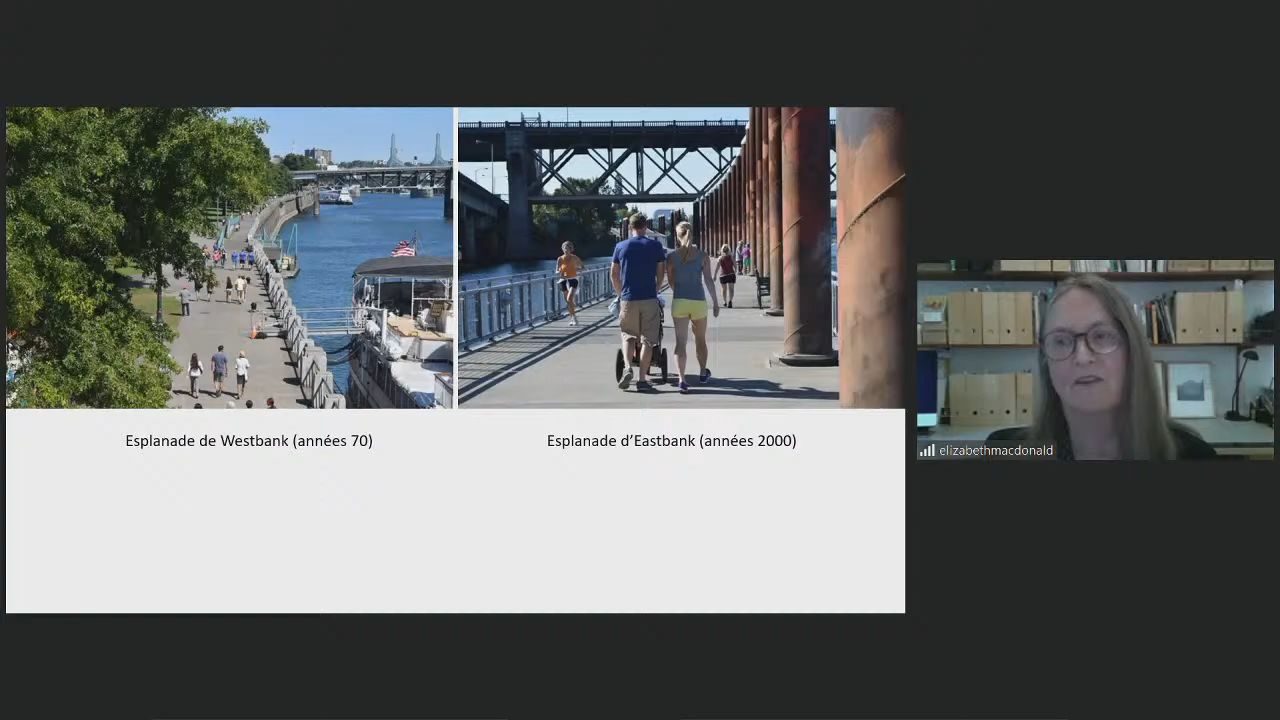 Esplanade de Westbank (années 70)
Esplanade d’Eastbank (années 2000)
elizabethmacdonald